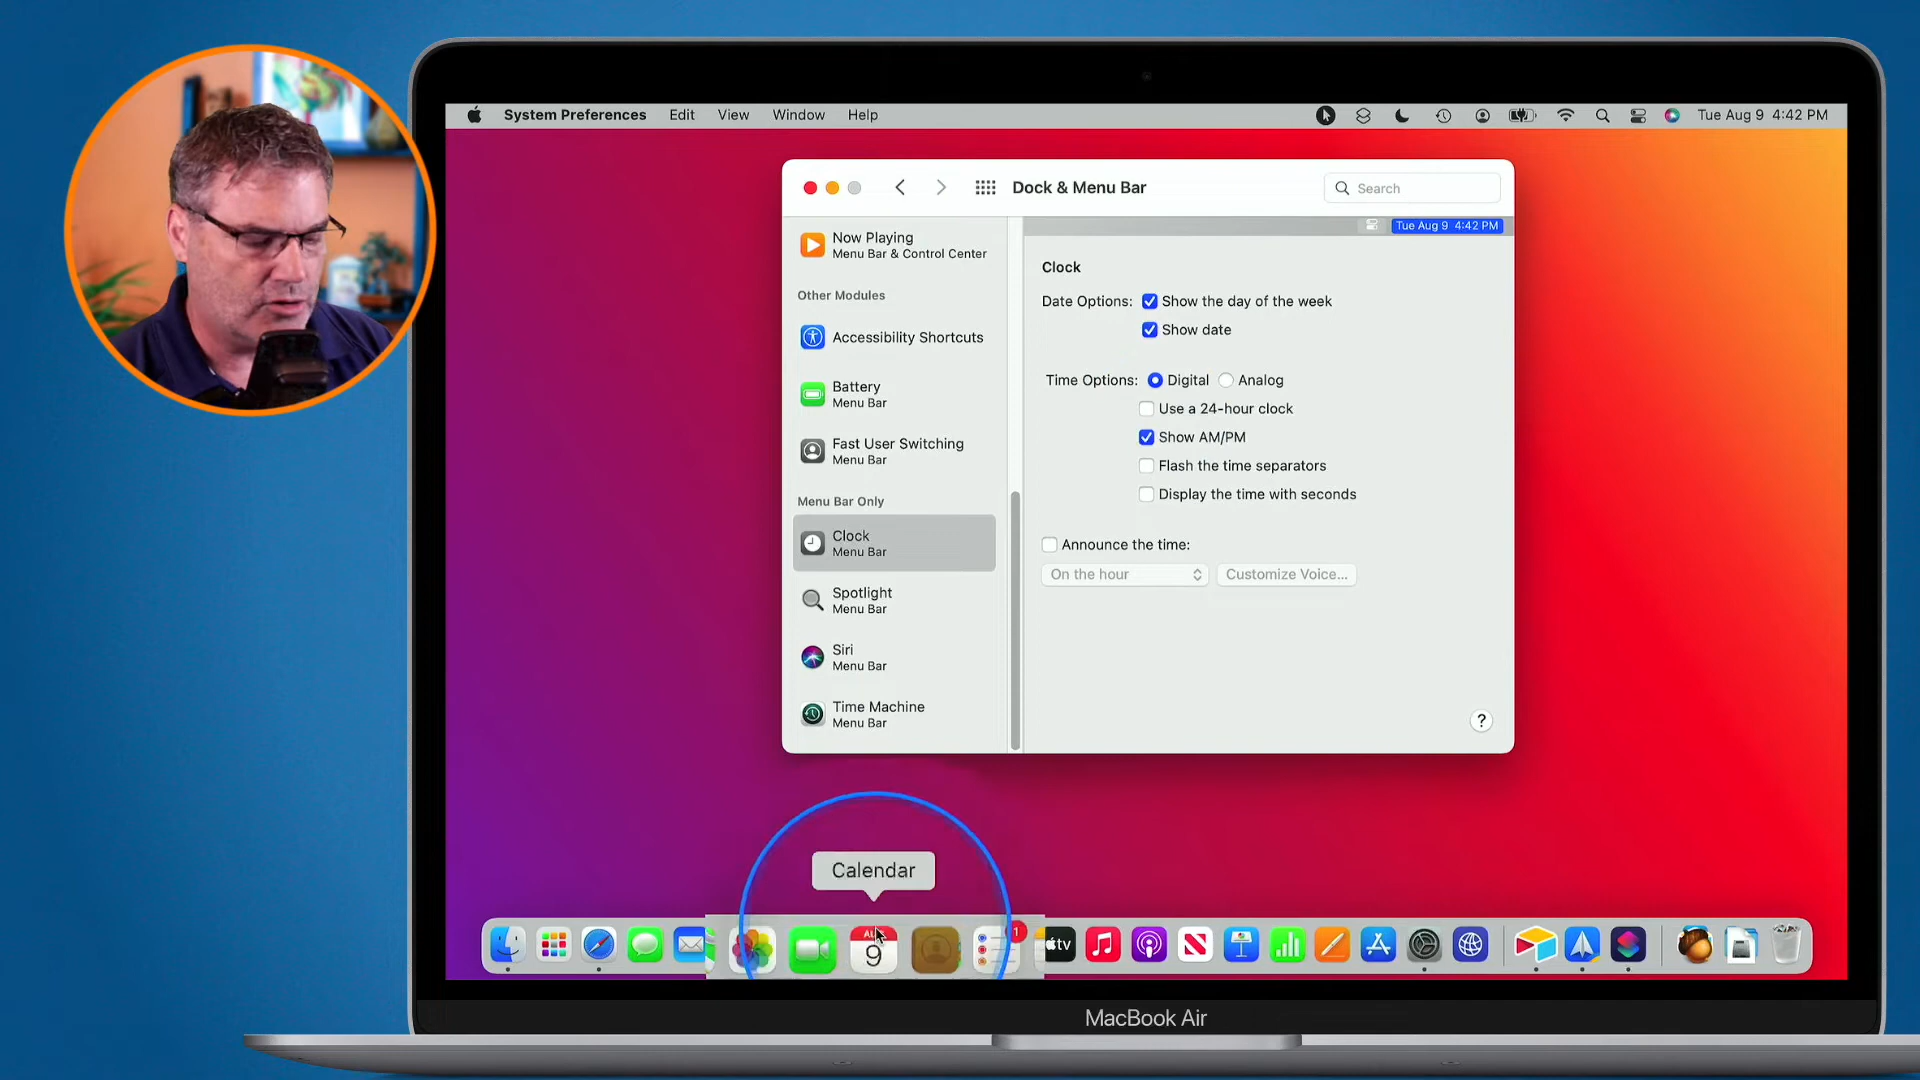 System Preferences Edit View Window Help
Tue Aug 9 4:42 PM
Dock & Menu Bar
Search
Tue Aug 9 4:42 PM
Now Playing
Menu Bar & Control Center
Other Modules
Accessibility Shortcuts
Battery
Menu Bar
Fast User Switching
Menu Bar
Menu Bar Only
Clock
Menu Bar
Spotlight
Menu Bar
Siri
Menu Bar
Time Machine
Menu Bar
Clock
Date Options: Show the day of the week
Show date
Time Options: Digital Analog
Use a 24-hour clock
Show AM/PM
Flash the time separators
Display the time with seconds
Announce the time:
On the hour
Customize Voice...
?
Calendar
9
1
tv
MacBook Air